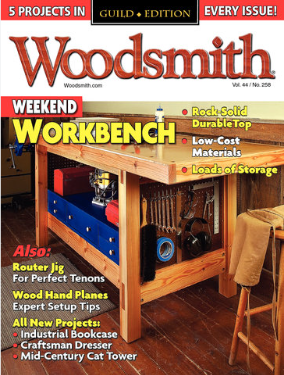 5 PROJECTS IN GUILD • EDITION EVERY ISSUE!
Woodsmith®
Woodsmith.com Vol. 44 / No. 259
WEEKEND
WORKBENCH
• Rock-Solid
Durable Top
• Low-Cost
Materials
• Loads of Storage
Also:
Router Jig
For Perfect Tenons
Wood Hand Planes
Expert Setup Tips
All New Projects:
• Industrial Bookcase
• Craftsman Dresser
• Mid-Century Cat Tower